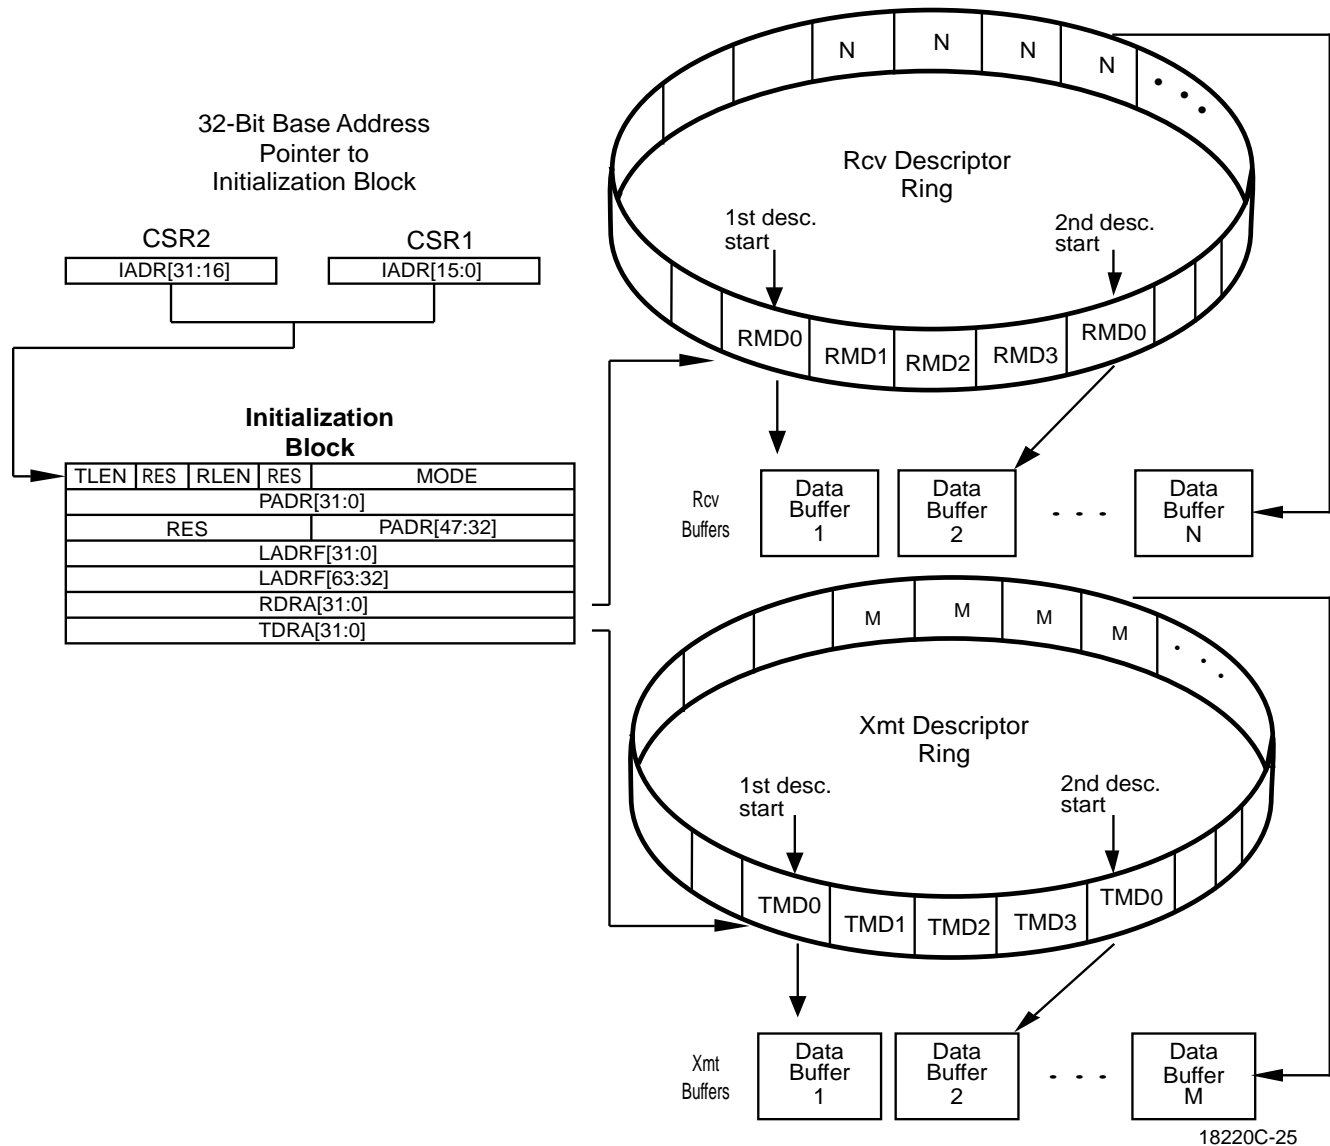 N
N
N
N
32-Bit Base Address
Pointer to
Initialization Block
Rcv Descriptor
Ring
1st desc.
start
2nd desc.
start
CSR2
CSR1
IADR[31:16]
IADR[15:0]
RMD0
RMD1
RMD2
RMD3
RMD0
Initialization
Block
TLEN RES RLEN RES MODE
PADR[31:0]
RES PADR[47:32]
LADRF[31:0]
LADRF[63:32]
RDRA[31:0]
TDRA[31:0]
Rcv
Buffers
Data
Buffer
1
Data
Buffer
2
Data
Buffer
N
M
M
M
M
Xmt Descriptor
Ring
1st desc.
start
2nd desc.
start
TMD0
TMD1
TMD2
TMD3
TMD0
Xmt
Buffers
Data
Buffer
1
Data
Buffer
2
Data
Buffer
M
18220C-25